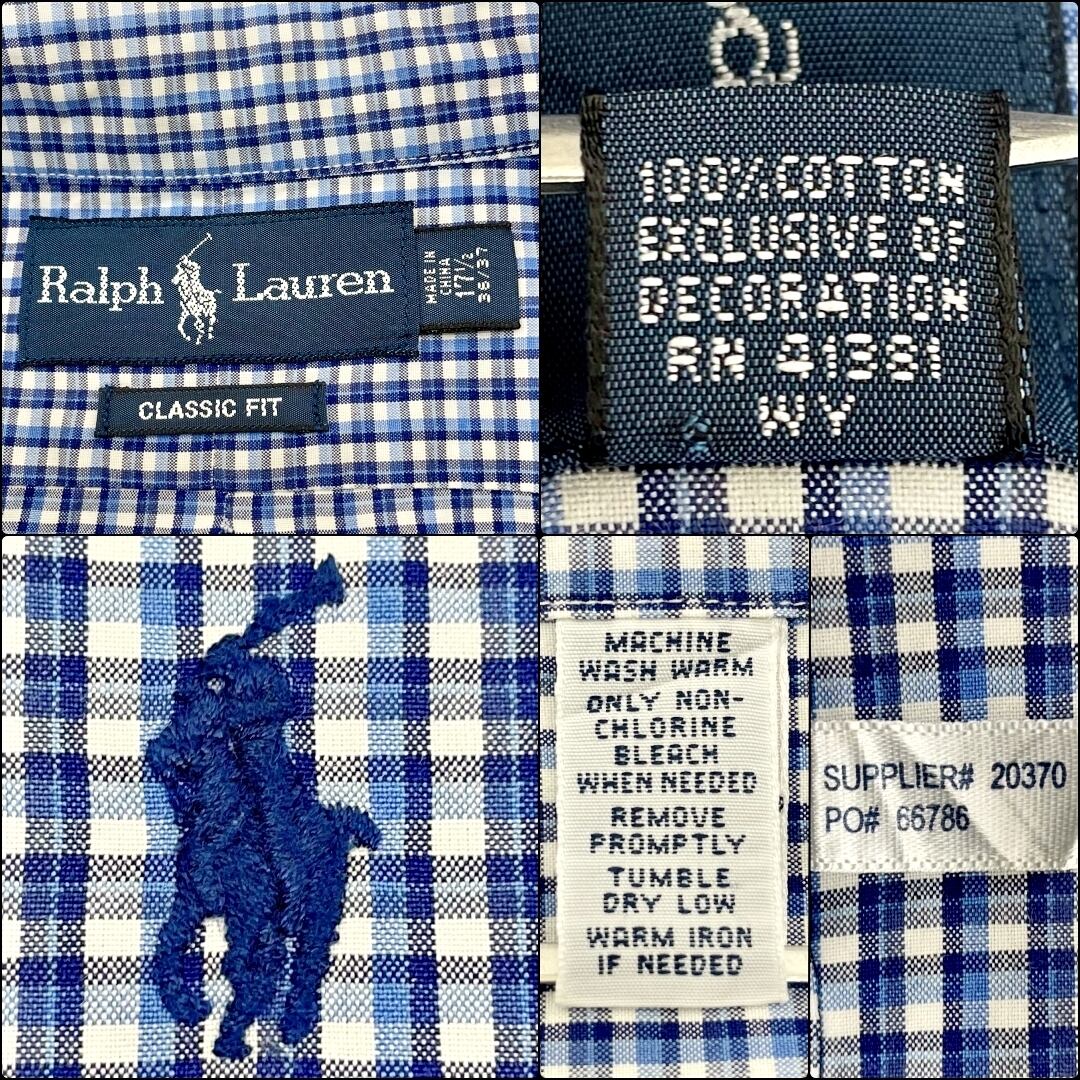 Ralph Lauren
MADE IN
CHINA
17 1/2
36/37
CLASSIC FIT
100% COTTON
EXCLUSIVE OF
DECORATION
RN 41381
WY
MACHINE
WASH WARM
ONLY NON-
CHLORINE
BLEACH
WHEN NEEDED
REMOVE
PROMPTLY
TUMBLE
DRY LOW
WARM IRON
IF NEEDED
SUPPLIER# 20370
PO# 66786